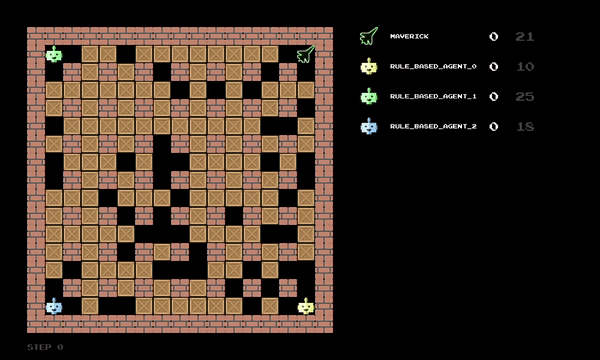 MAVERICK 0 21
RULE_BASED_AGENT_0 0 10
RULE_BASED_AGENT_1 0 25
RULE_BASED_AGENT_2 0 18
STEP 0